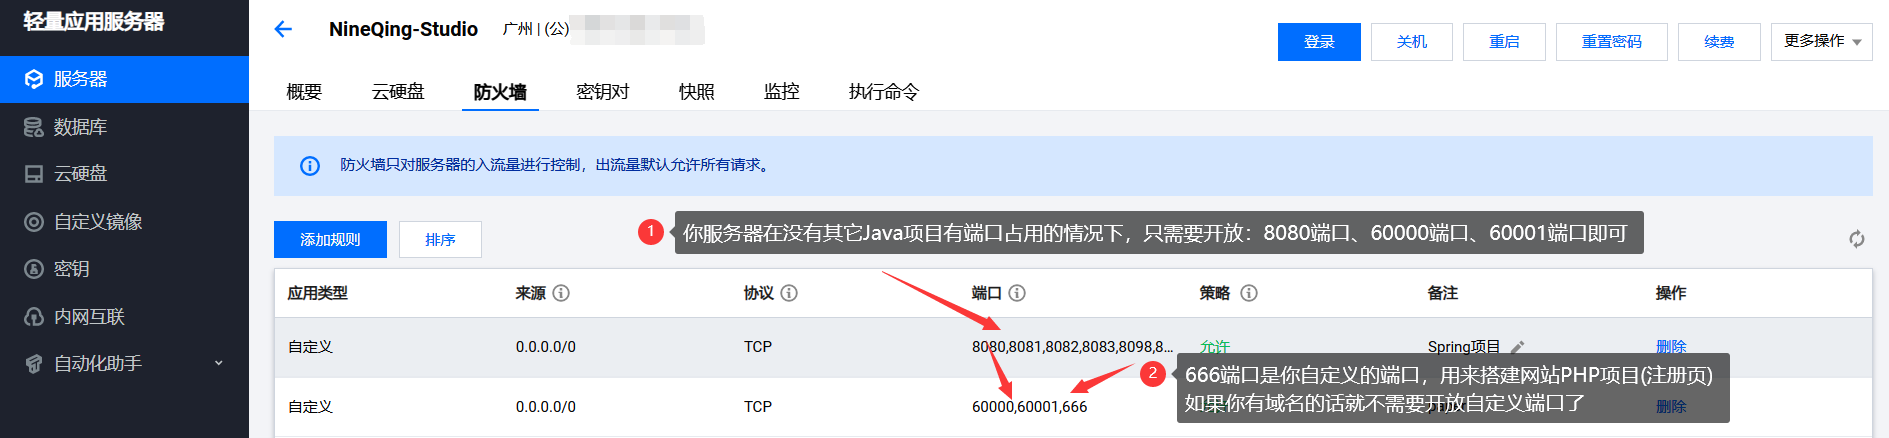 轻量应用服务器
NineQing-Studio
广州 | (公)
登录
关机
重启
重置密码
续费
更多操作
服务器
数据库
云硬盘
自定义镜像
密钥
内网互联
自动化助手
概要
云硬盘
防火墙
密钥对
快照
监控
执行命令
防火墙只对服务器的入流量进行控制，出流量默认允许所有请求。
添加规则
排序
1
你服务器在没有其它Java项目有端口占用的情况下，只需要开放：8080端口、60000端口、60001端口即可
应用类型
来源
协议
端口
策略
备注
操作
自定义
0.0.0.0/0
TCP
8080,8081,8082,8083,8098,8...
允许
Spring项目
删除
自定义
0.0.0.0/0
TCP
60000,60001,666
删除
2
666端口是你自定义的端口，用来搭建网站PHP项目(注册页)
如果你有域名的话就不需要开放自定义端口了